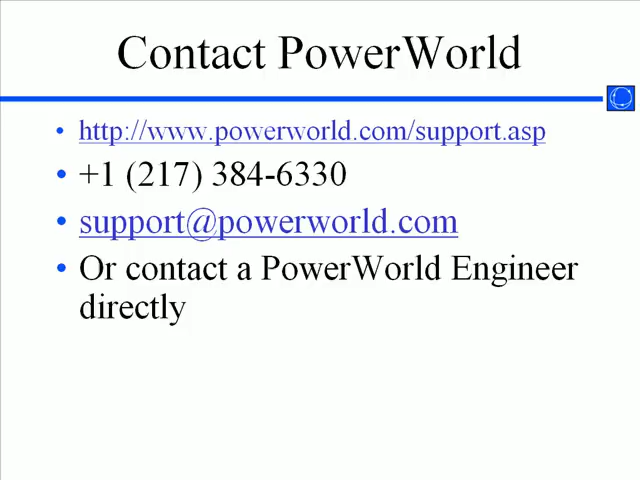 Contact PowerWorld
• http://www.powerworld.com/support.asp
• +1 (217) 384-6330
• support@powerworld.com
• Or contact a PowerWorld Engineer
directly